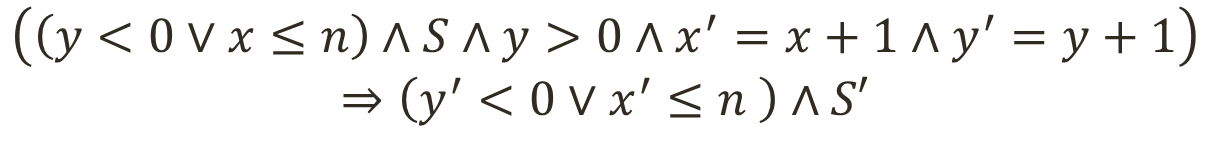 ((y < 0 ∨ x ≤ n) ∧ S ∧ y > 0 ∧ x′ = x + 1 ∧ y′ = y + 1)
⇒ (y′ < 0 ∨ x′ ≤ n ) ∧ S′